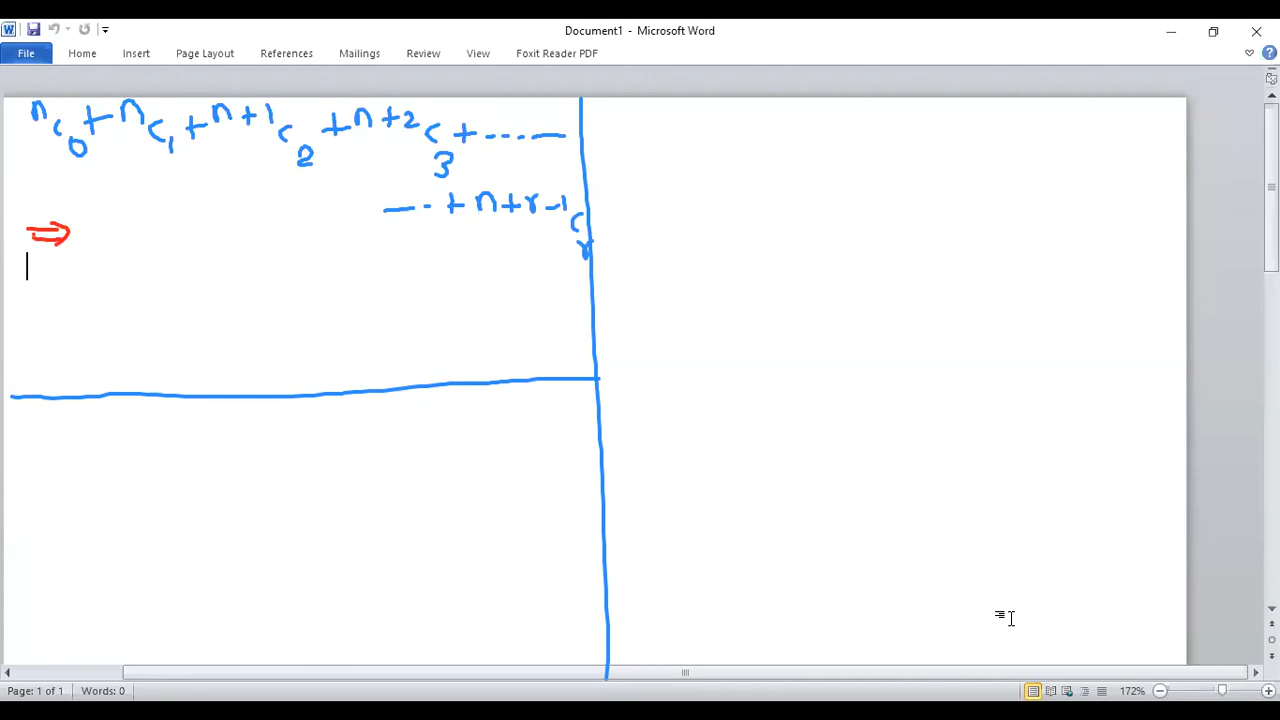 Document1 - Microsoft Word
File Home Insert Page Layout References Mailings Review View Foxit Reader PDF
ⁿC₀ + ⁿC₁ + ⁿ⁺¹C₂ + ⁿ⁺²C₃ + ----—
—-- + ⁿ⁺ʳ⁻¹Cᵣ
⇒
Page: 1 of 1 Words: 0 172%